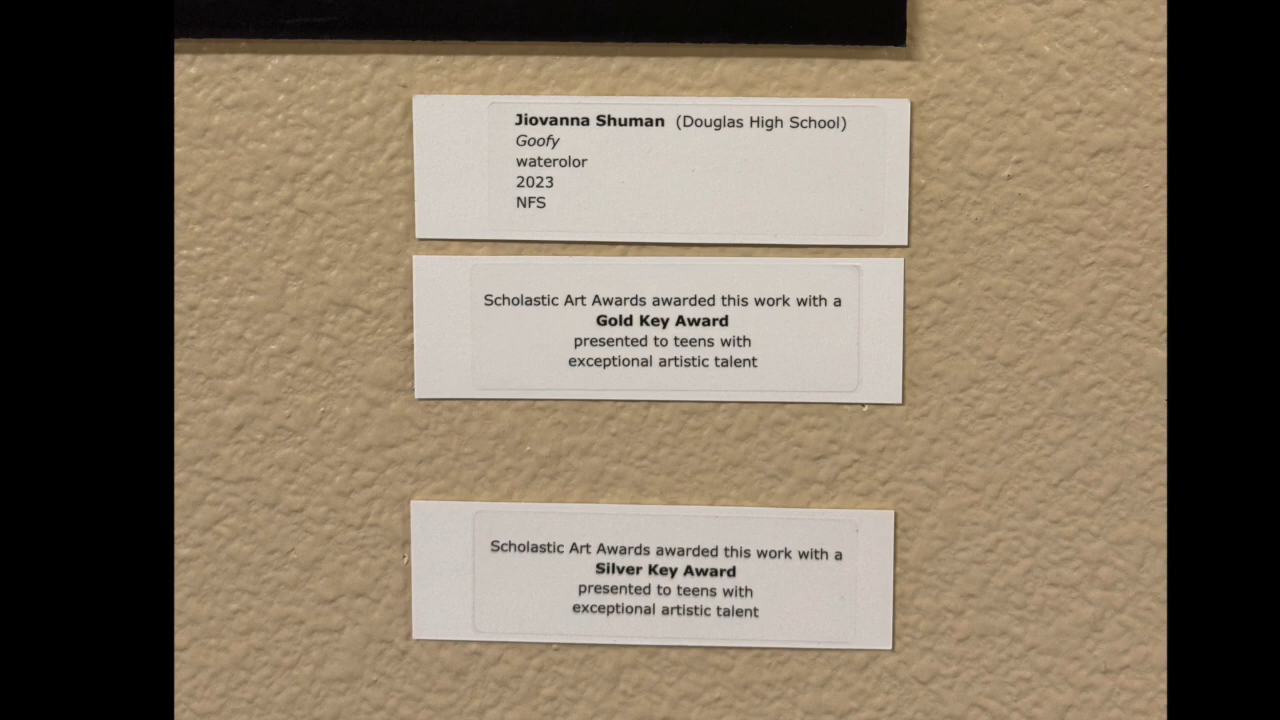 Jiovanna Shuman (Douglas High School)
Goofy
waterolor
2023
NFS
Scholastic Art Awards awarded this work with a
Gold Key Award
presented to teens with
exceptional artistic talent
Scholastic Art Awards awarded this work with a
Silver Key Award
presented to teens with
exceptional artistic talent